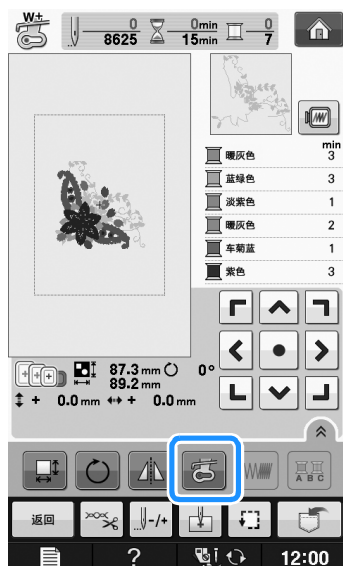 W+
0 0min 0
8625 15min 7
min
暖灰色 3
蓝绿色 3
淡紫色 1
暖灰色 2
车菊蓝 1
紫色 3
87.3 mm 0°
89.2 mm
+ 0.0 mm + 0.0 mm
A B C
返回 -/+
? 12:00